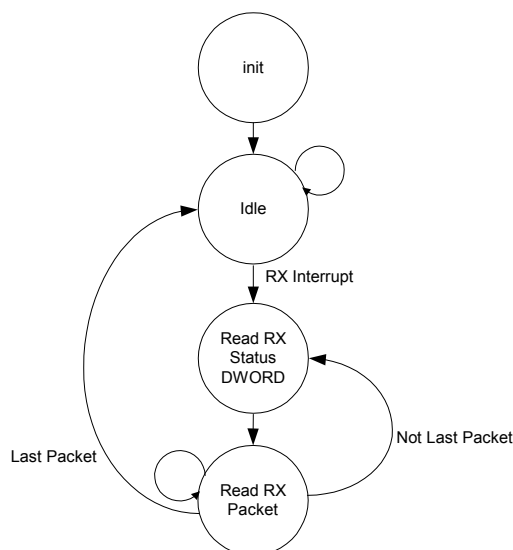 init
Idle
RX Interrupt
Read RX
Status
DWORD
Not Last Packet
Last Packet
Read RX
Packet